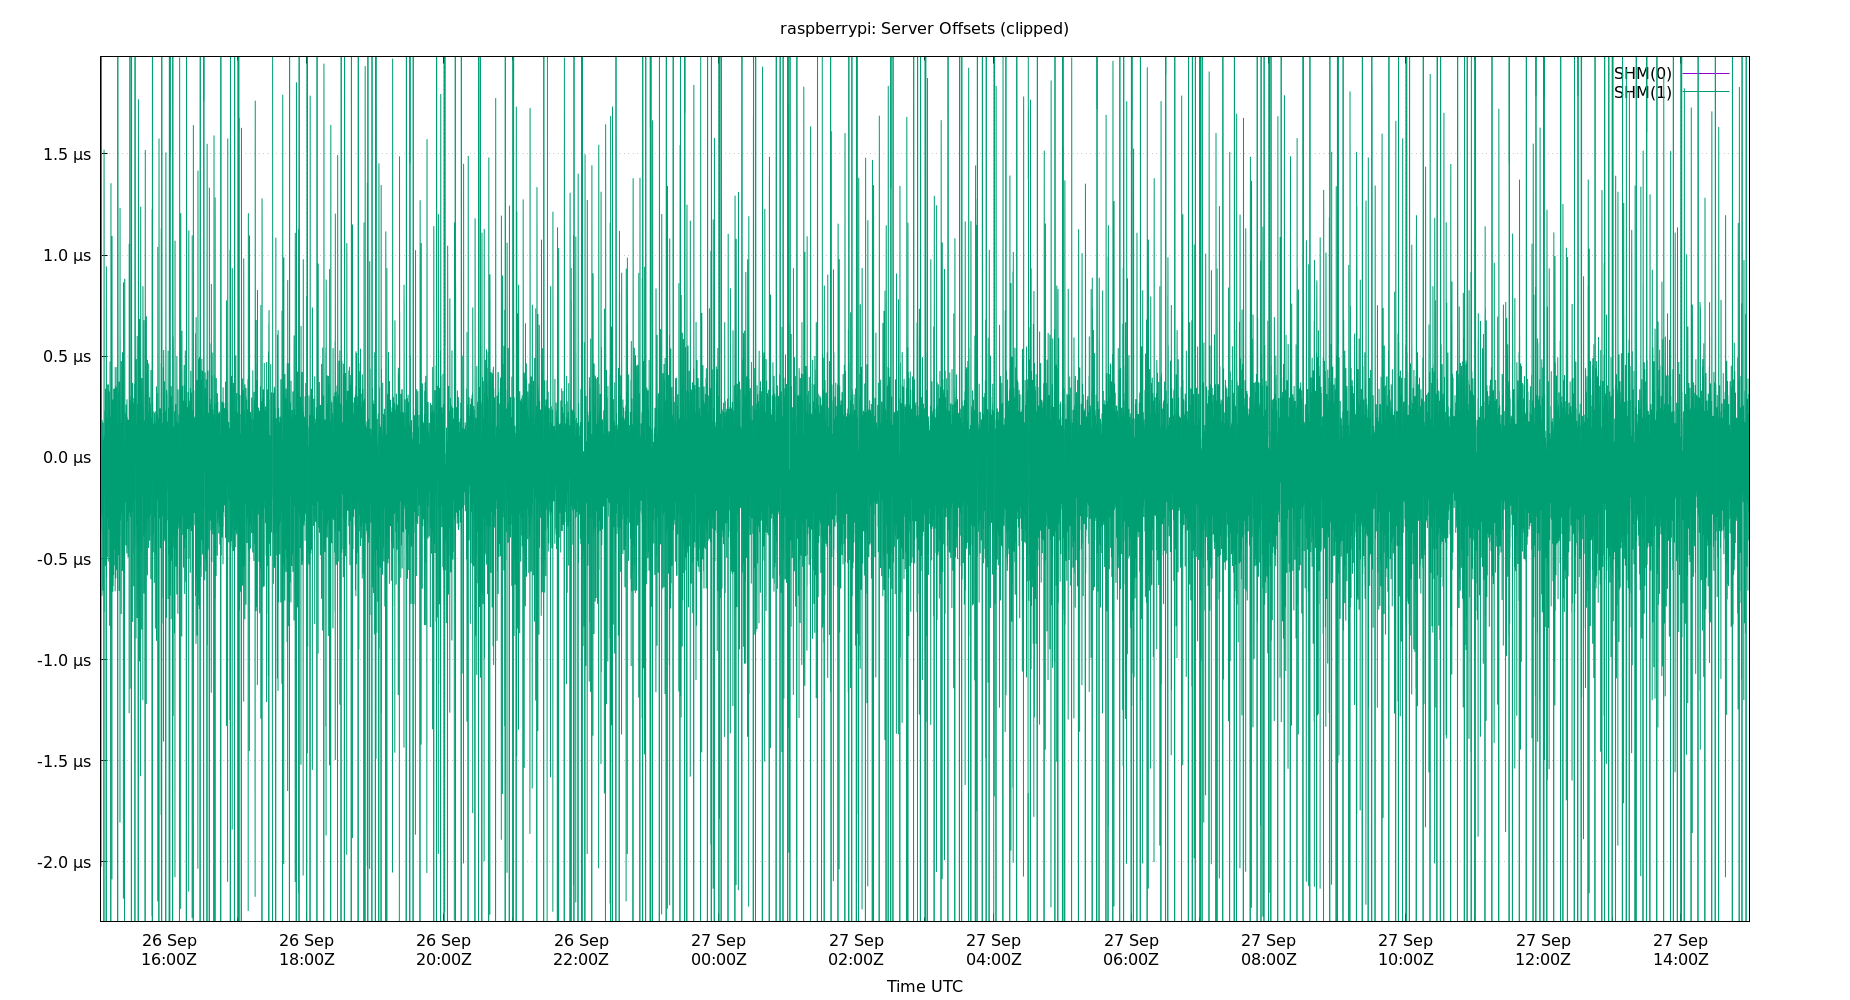 raspberrypi: Server Offsets (clipped)
SHM(0)
SHM(1)
1.5 µs
1.0 µs
0.5 µs
0.0 µs
-0.5 µs
-1.0 µs
-1.5 µs
-2.0 µs
26 Sep 26 Sep 26 Sep 26 Sep 27 Sep 27 Sep 27 Sep 27 Sep 27 Sep 27 Sep 27 Sep 27 Sep
16:00Z 18:00Z 20:00Z 22:00Z 00:00Z 02:00Z 04:00Z 06:00Z 08:00Z 10:00Z 12:00Z 14:00Z
Time UTC